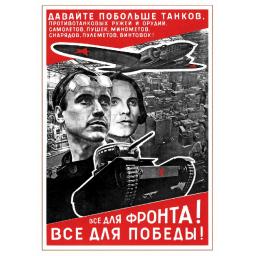 ДАВАЙТЕ ПОБОЛЬШЕ ТАНКОВ,
ПРОТИВОТАНКОВЫХ РУЖЕЙ И ОРУДИЙ,
САМОЛЕТОВ, ПУШЕК, МИНОМЕТОВ,
СНАРЯДОВ, ПУЛЕМЕТОВ, ВИНТОВОК!
ВСЕ ДЛЯ ФРОНТА!
ВСЕ ДЛЯ ПОБЕДЫ!